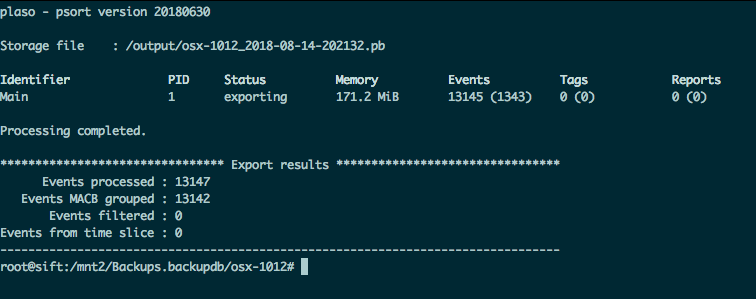 plaso - psort version 20180630
Storage file    : /output/osx-1012_2018-08-14-202132.pb
Identifier              PID     Status          Memory          Events          Tags            Reports
Main                    1       exporting       171.2 MiB       13145 (1343)    0 (0)           0 (0)
Processing completed.
******************************** Export results ********************************
      Events processed : 13147
   Events MACB grouped : 13142
       Events filtered : 0
Events from time slice : 0
--------------------------------------------------------------------------------
root@sift:/mnt2/Backups.backupdb/osx-1012#